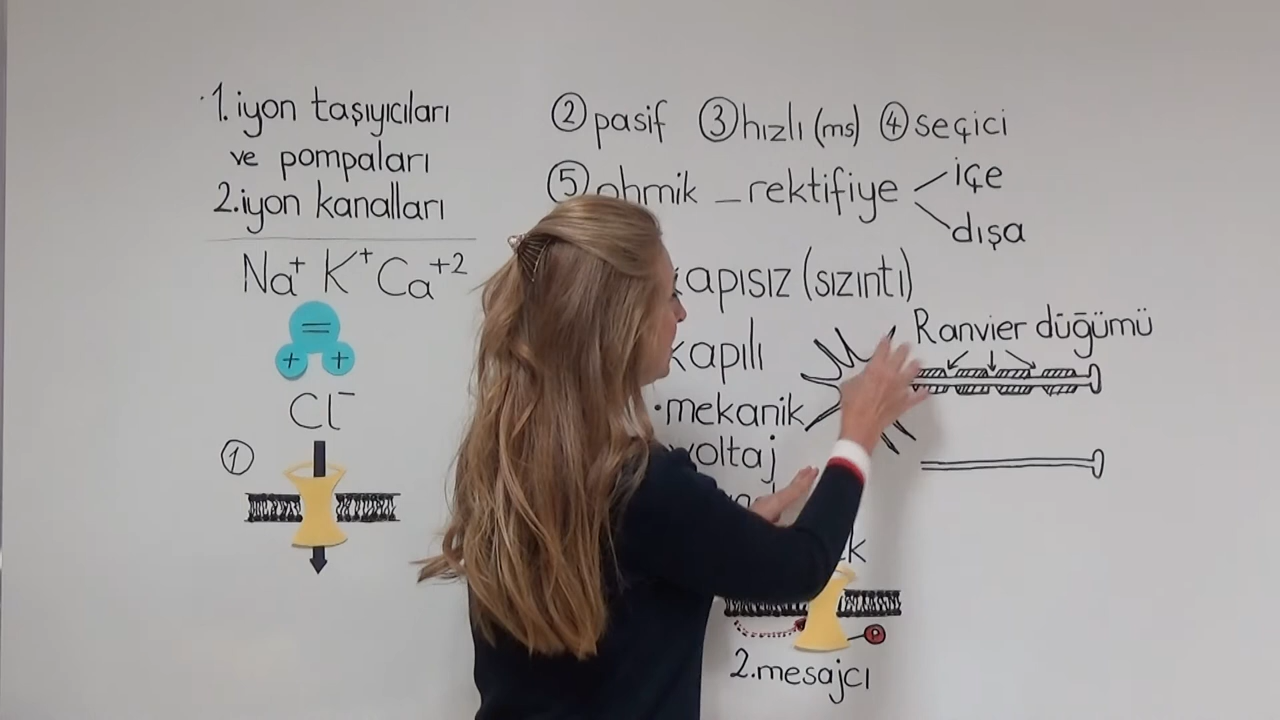 1. iyon taşıyıcıları
ve pompaları
2. iyon kanalları
Na⁺ K⁺ Ca⁺²
=
+ +
Cl⁻
①
② pasif ③ hızlı (ms) ④ seçici
⑤ ohmik _ rektifiye
içe
dışa
kapısız (sızıntı)
kapılı
• mekanik
voltaj
Ranvier düğümü
2. mesajcı